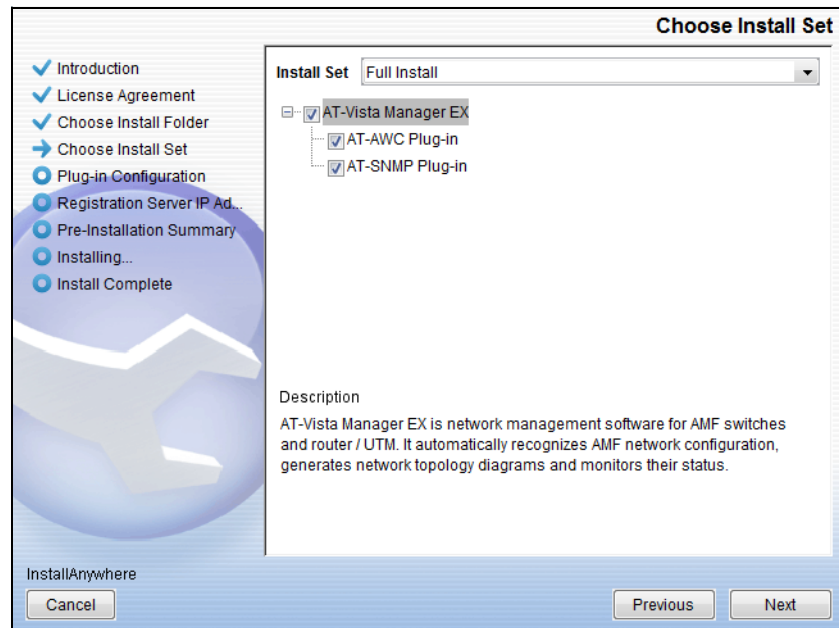 Choose Install Set
Introduction
License Agreement
Choose Install Folder
Choose Install Set
Plug-in Configuration
Registration Server IP Ad...
Pre-Installation Summary
Installing...
Install Complete
Install Set Full Install
AT-Vista Manager EX
AT-AWC Plug-in
AT-SNMP Plug-in
Description
AT-Vista Manager EX is network management software for AMF switches
and router / UTM. It automatically recognizes AMF network configuration,
generates network topology diagrams and monitors their status.
InstallAnywhere
Cancel
Previous
Next